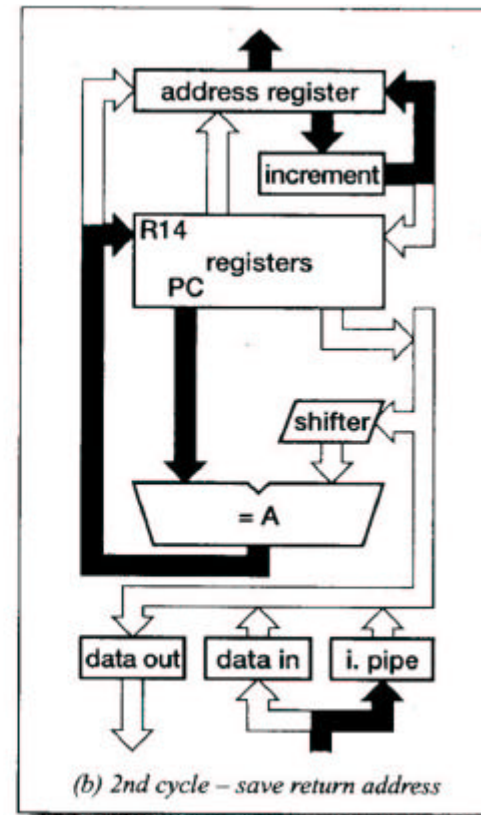 address register
increment
R14
registers
PC
shifter
= A
data out
data in
i. pipe
(b) 2nd cycle – save return address